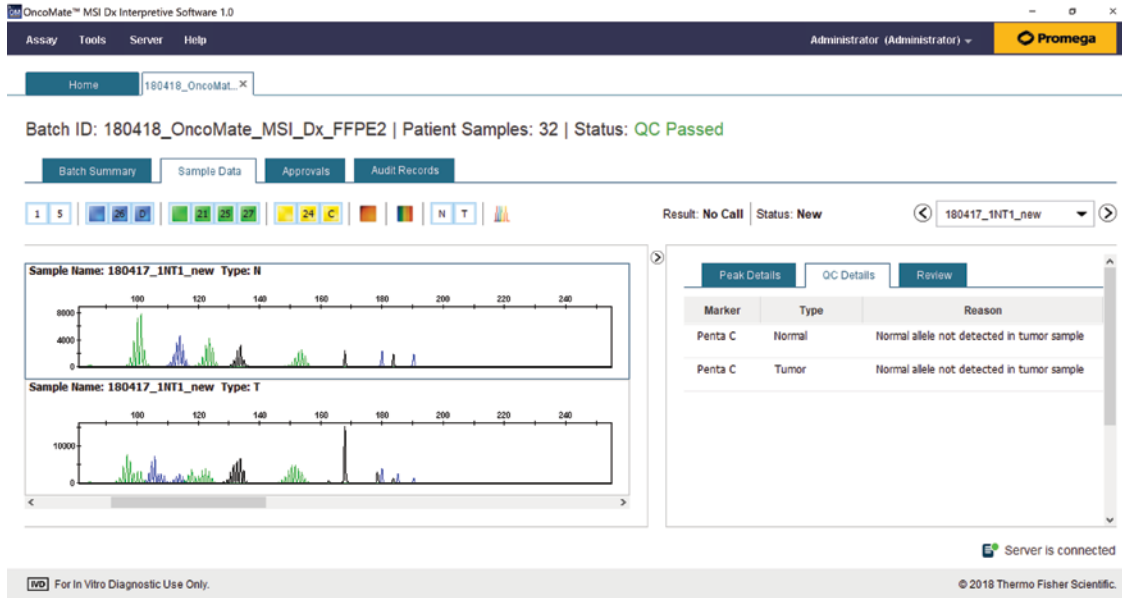 OncoMate™ MSI Dx Interpretive Software 1.0
Assay Tools Server Help Administrator (Administrator) Promega
Home 180418_OncoMat...
Batch ID: 180418_OncoMate_MSI_Dx_FFPE2 | Patient Samples: 32 | Status: QC Passed
Batch Summary Sample Data Approvals Audit Records
1 5 26 D 21 25 27 24 C N T Result: No Call Status: New 180417_1NT1_new
Peak Details QC Details Review
Marker Type Reason
Penta C Normal Normal allele not detected in tumor sample
Penta C Tumor Normal allele not detected in tumor sample
Sample Name: 180417_1NT1_new Type: N
100 120 140 160 180 200 220 240
8000
4000
0
Sample Name: 180417_1NT1_new Type: T
100 120 140 160 180 200 220 240
10000
0
Server is connected
IVD For In Vitro Diagnostic Use Only. © 2018 Thermo Fisher Scientific.